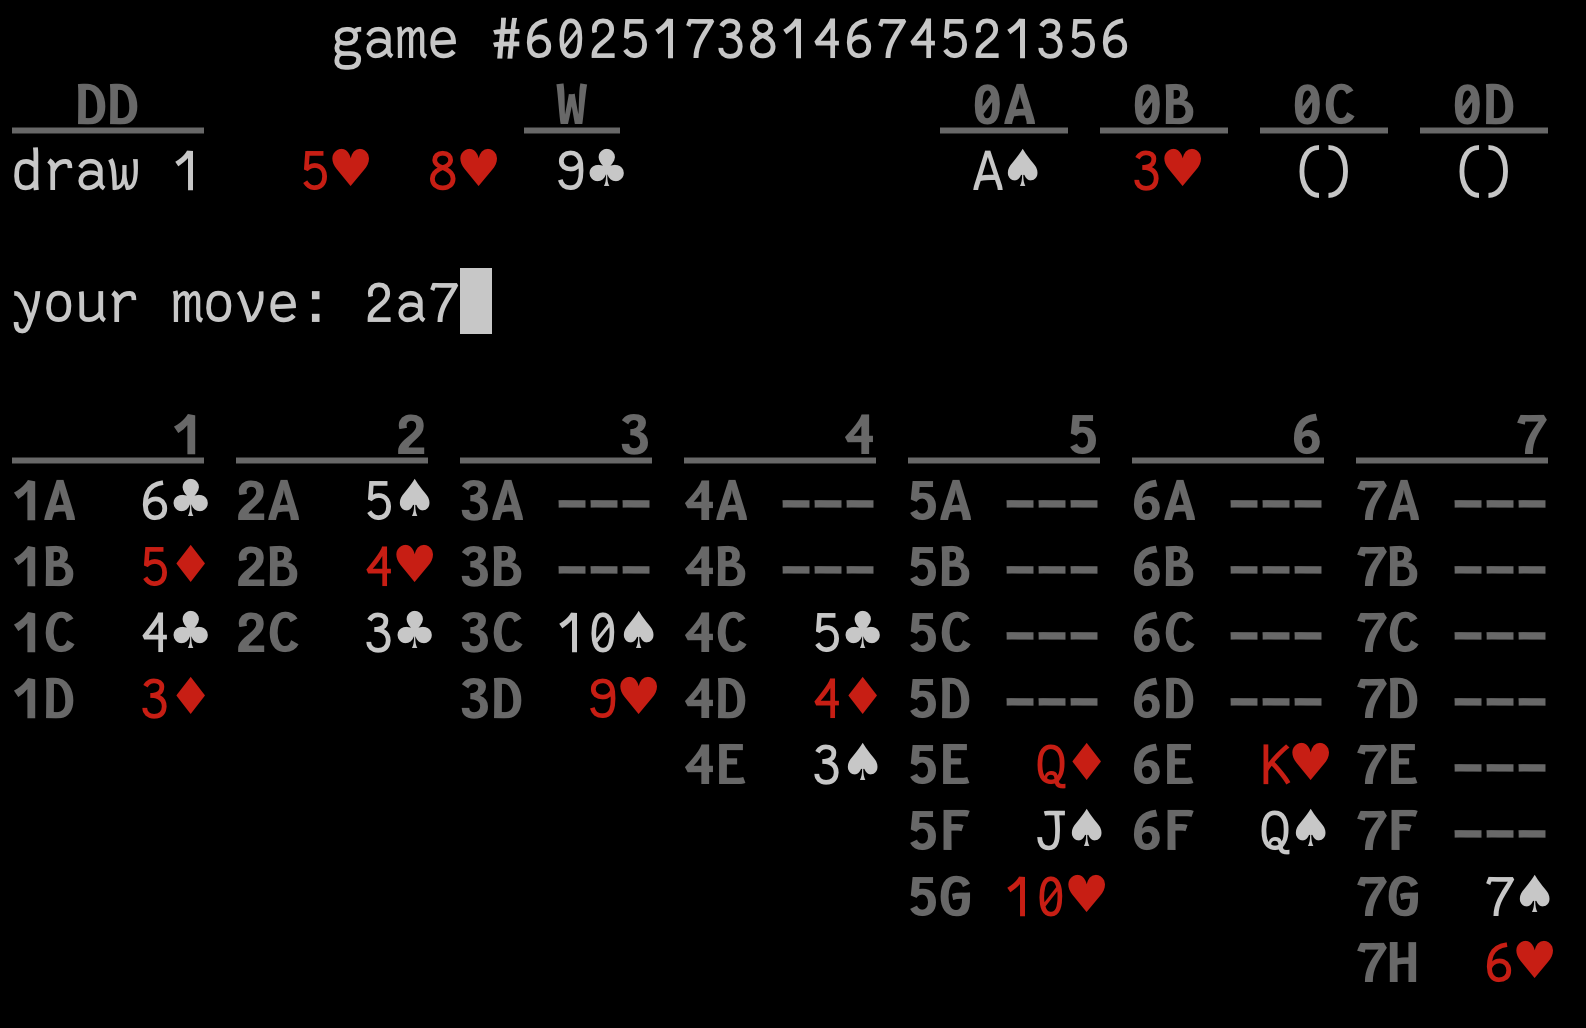 game #6025173814674521356
DD W 0A 0B 0C 0D
draw 1 5♥ 8♥ 9♣ A♠ 3♥ () ()
your move: 2a7
1 2 3 4 5 6 7
1A 6♣ 2A 5♠ 3A --- 4A --- 5A --- 6A --- 7A ---
1B 5♦ 2B 4♥ 3B --- 4B --- 5B --- 6B --- 7B ---
1C 4♣ 2C 3♣ 3C 10♠ 4C 5♣ 5C --- 6C --- 7C ---
1D 3♦ 3D 9♥ 4D 4♦ 5D --- 6D --- 7D ---
4E 3♠ 5E Q♦ 6E K♥ 7E ---
5F J♠ 6F Q♠ 7F ---
5G 10♥ 7G 7♠
7H 6♥